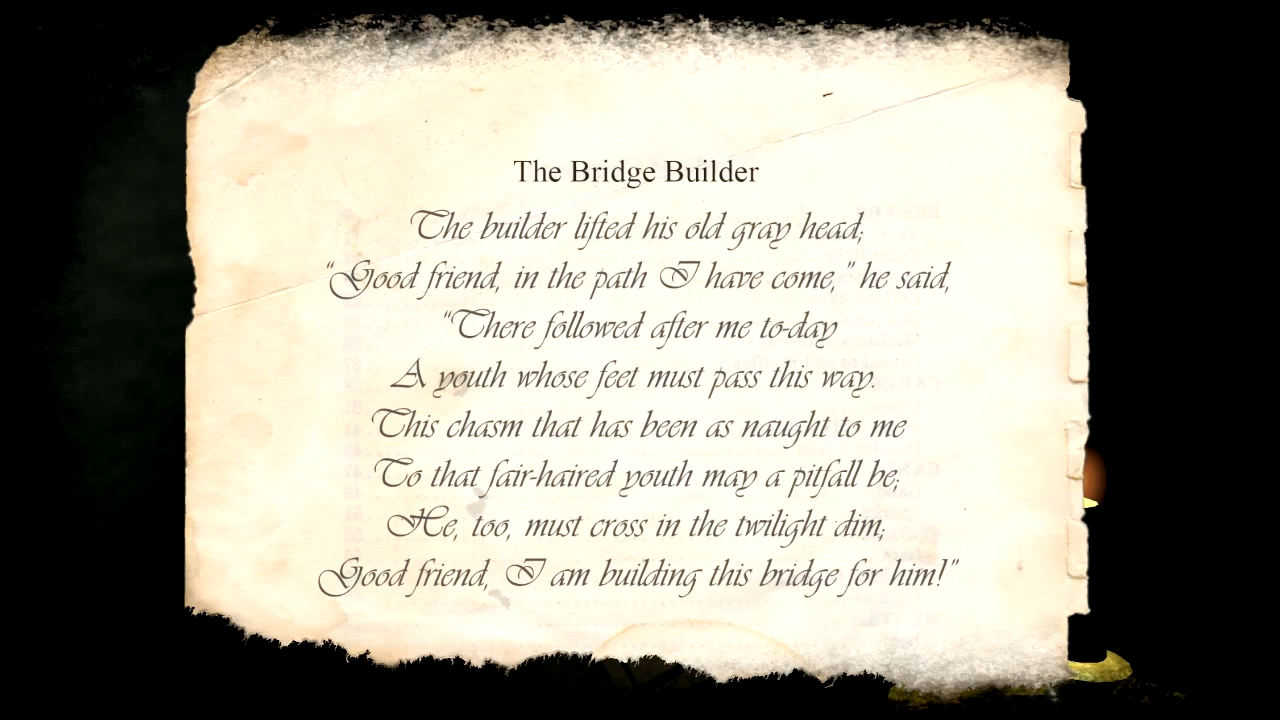 The Bridge Builder
The builder lifted his old gray head;
“Good friend, in the path I have come,” he said,
“There followed after me to-day
A youth whose feet must pass this way.
This chasm that has been as naught to me
To that fair-haired youth may a pitfall be;
He, too, must cross in the twilight dim;
Good friend, I am building this bridge for him!”